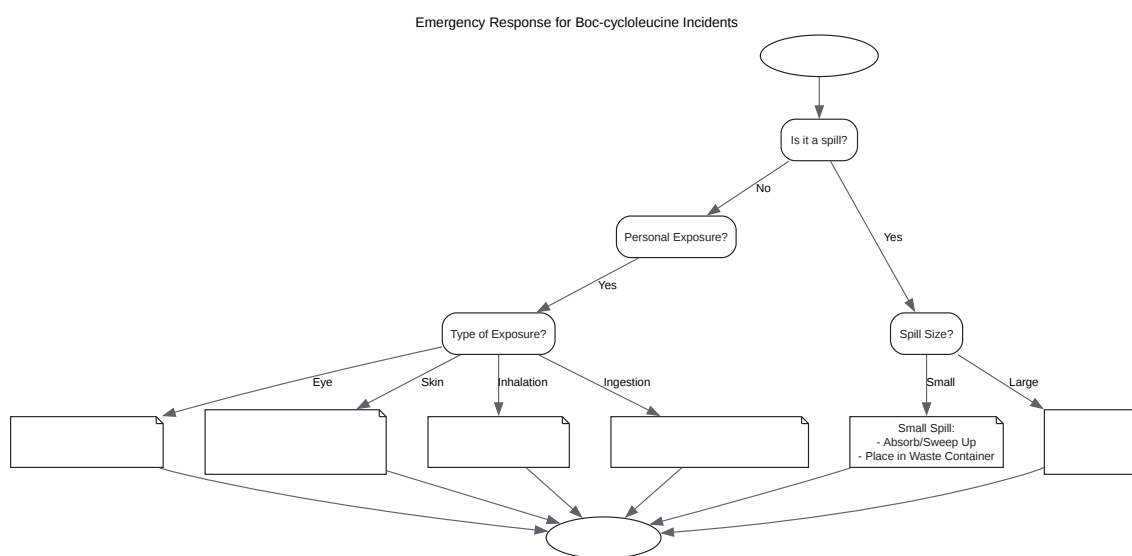 Emergency Response for Boc-cycloleucine Incidents
Is it a spill?
No
Personal Exposure?
Yes
Yes
Type of Exposure?
Spill Size?
Eye
Skin
Inhalation
Ingestion
Small
Large
Small Spill:
- Absorb/Sweep Up
- Place in Waste Container